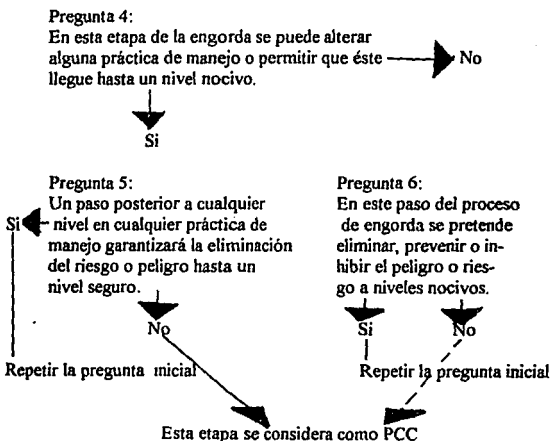 Pregunta 4:
En esta etapa de la engorda se puede alterar
alguna práctica de manejo o permitir que éste
llegue hasta un nivel nocivo.
No
Si
Pregunta 5:
Un paso posterior a cualquier
nivel en cualquier práctica de
manejo garantizará la eliminación
del riesgo o peligro hasta un
nivel seguro.
Si
No
Repetir la pregunta inicial
Pregunta 6:
En este paso del proceso
de engorda se pretende
eliminar, prevenir o in-
hibir el peligro o ries-
go a niveles nocivos.
Si
No
Repetir la pregunta inicial
Esta etapa se considera como PCC